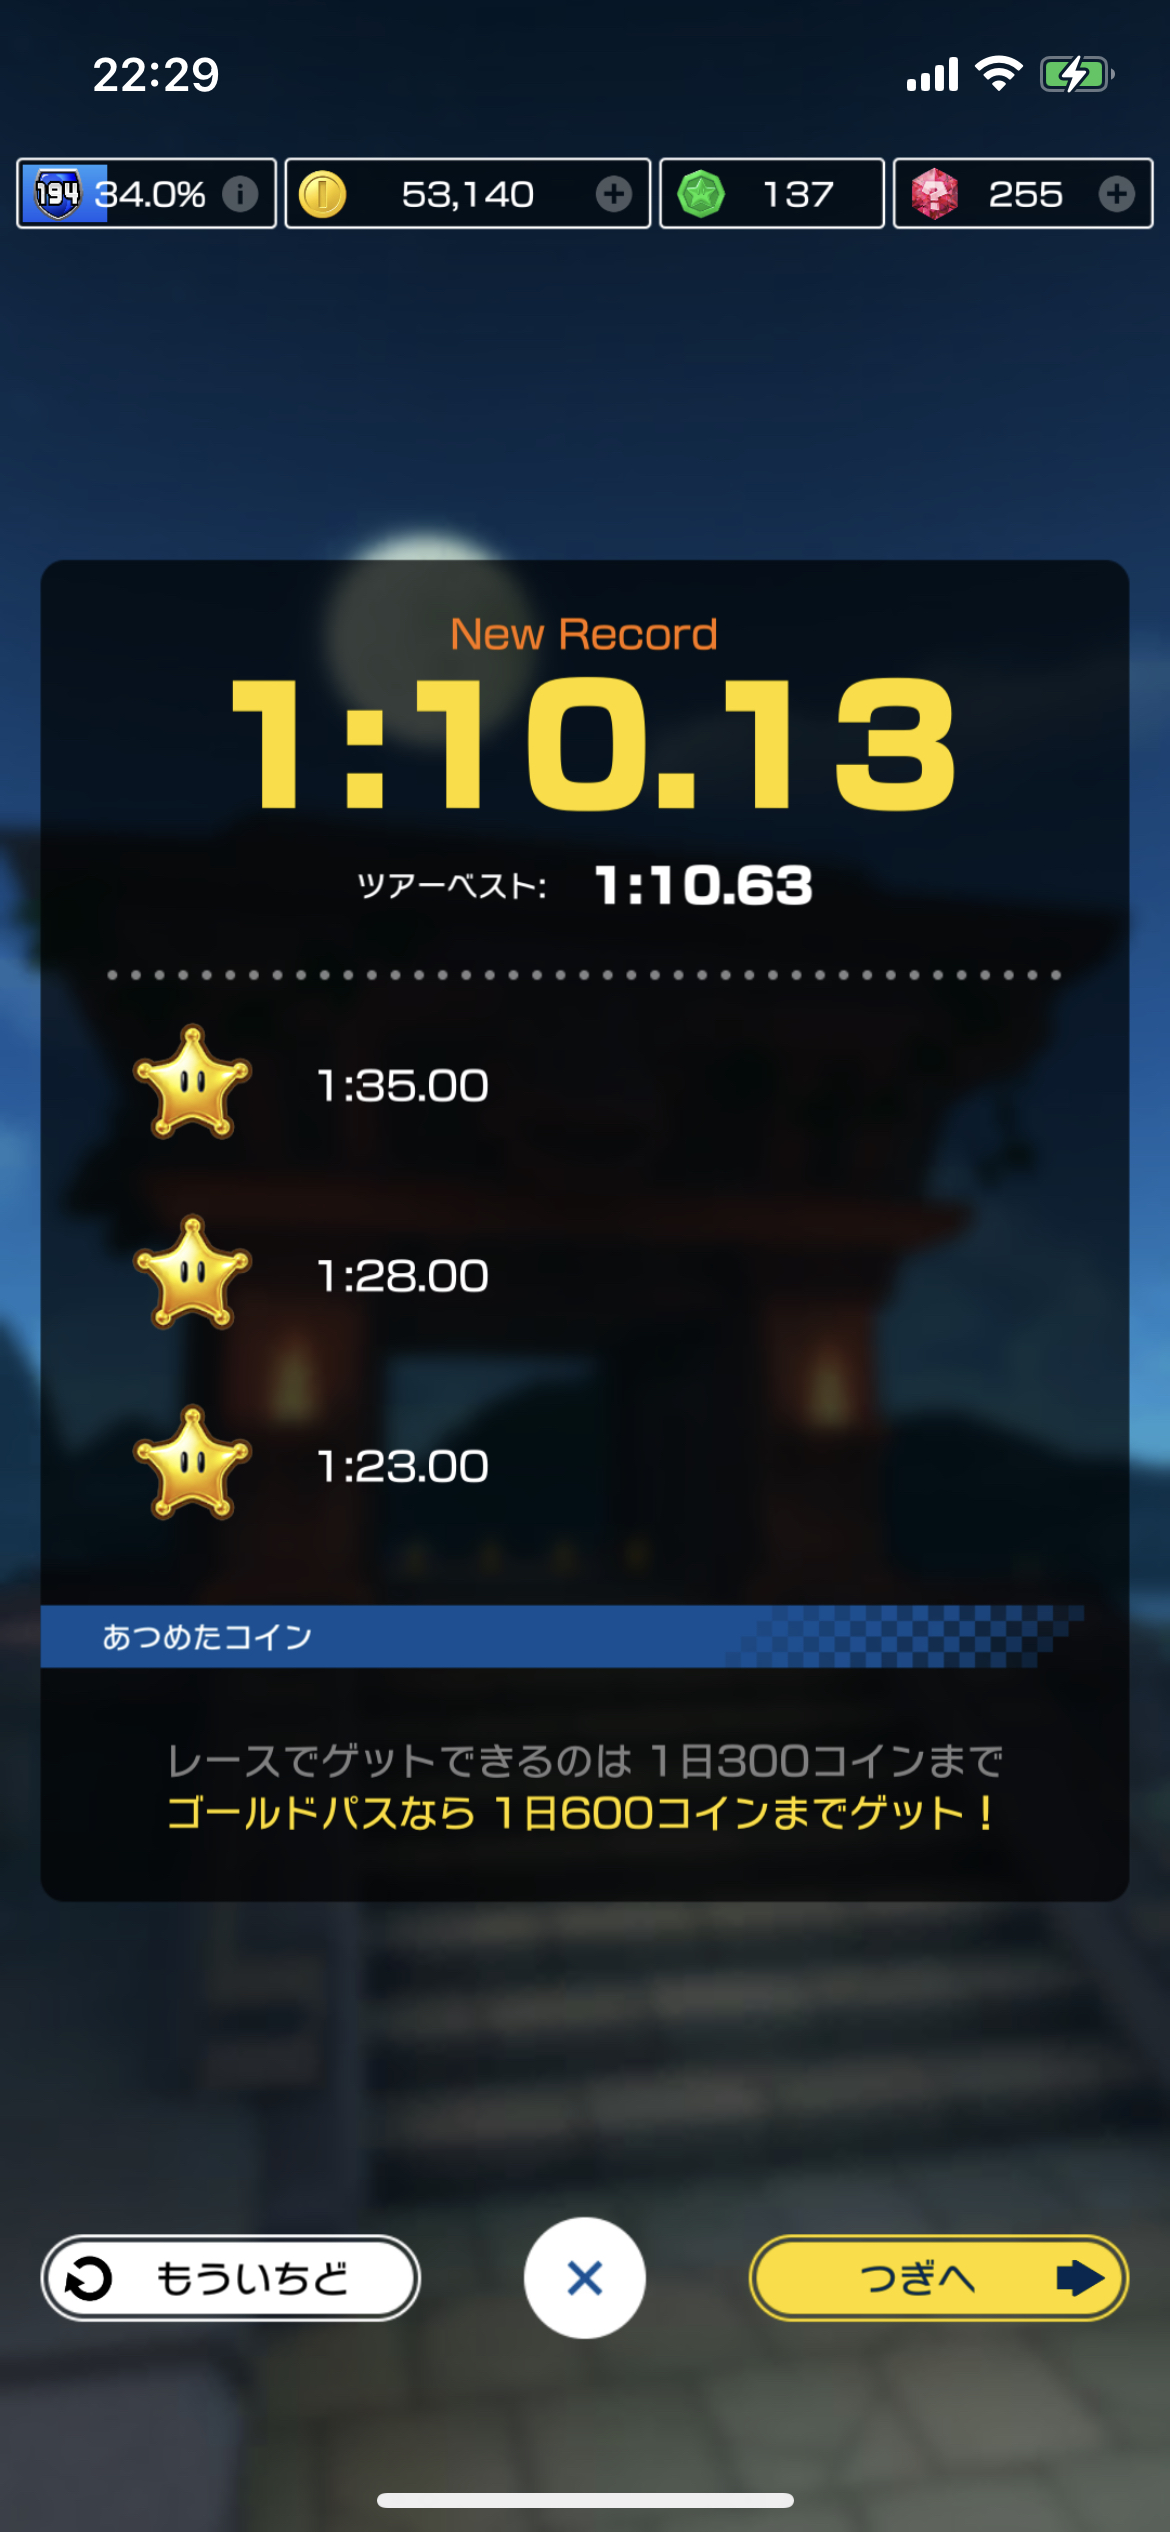 22:29
194 34.0% i 53,140 + 137 255 +
New Record
1:10.13
ツアーベスト: 1:10.63
1:35.00
1:28.00
1:23.00
あつめたコイン
レースでゲットできるのは 1日300コインまで
ゴールドパスなら 1日600コインまでゲット！
もういちど × つぎへ